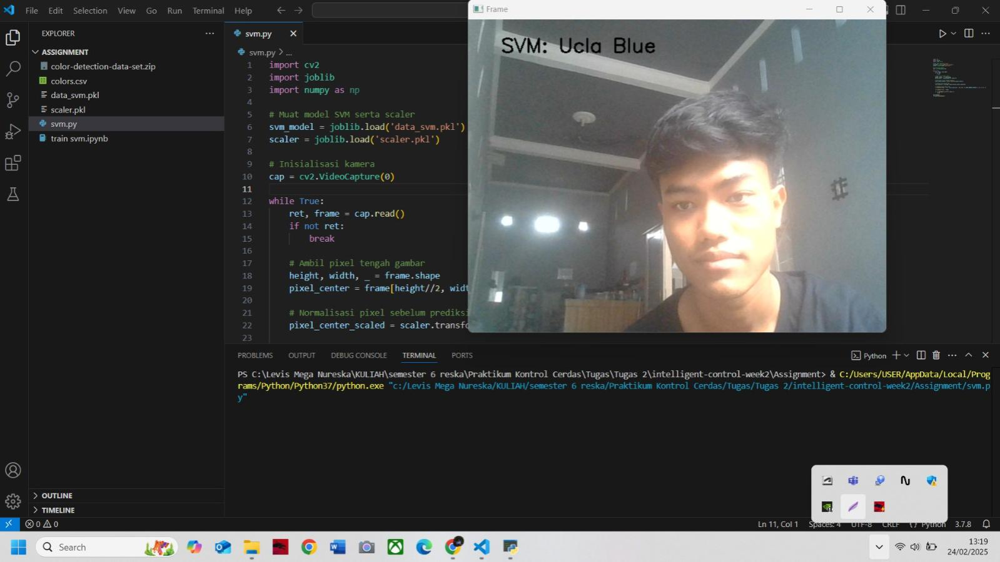 File Edit Selection View Go Run Terminal Help
Frame
EXPLORER
ASSIGNMENT
color-detection-data-set.zip
colors.csv
data_svm.pkl
scaler.pkl
svm.py
train svm.ipynb
OUTLINE
TIMELINE
svm.py
svm.py > ...
1 import cv2
2 import joblib
3 import numpy as np
4
5 # Muat model SVM serta scaler
6 svm_model = joblib.load('data_svm.pkl')
7 scaler = joblib.load('scaler.pkl')
8
9 # Inisialisasi kamera
10 cap = cv2.VideoCapture(0)
11
12 while True:
13 ret, frame = cap.read()
14 if not ret:
15 break
16
17 # Ambil pixel tengah gambar
18 height, width, _ = frame.shape
19 pixel_center = frame[height//2, widt
20
21 # Normalisasi pixel sebelum prediksi
22 pixel_center_scaled = scaler.transfo
23
SVM: Ucla Blue
PROBLEMS OUTPUT DEBUG CONSOLE TERMINAL PORTS
Python
PS C:\Levis Mega Nureska\KULIAH\semester 6 reska\Praktikum Kontrol Cerdas\Tugas\Tugas 2\intelligent-control-week2\Assignment> & C:/Users/USER/AppData/Local/Prog
rams/Python/Python37/python.exe "c:/Levis Mega Nureska/KULIAH/semester 6 reska/Praktikum Kontrol Cerdas/Tugas/Tugas 2/intelligent-control-week2/Assignment/svm.p
y"
0 0
Ln 11, Col 1 Spaces: 4 UTF-8 CRLF {} Python 3.7.8
Search
13:19
24/02/2025